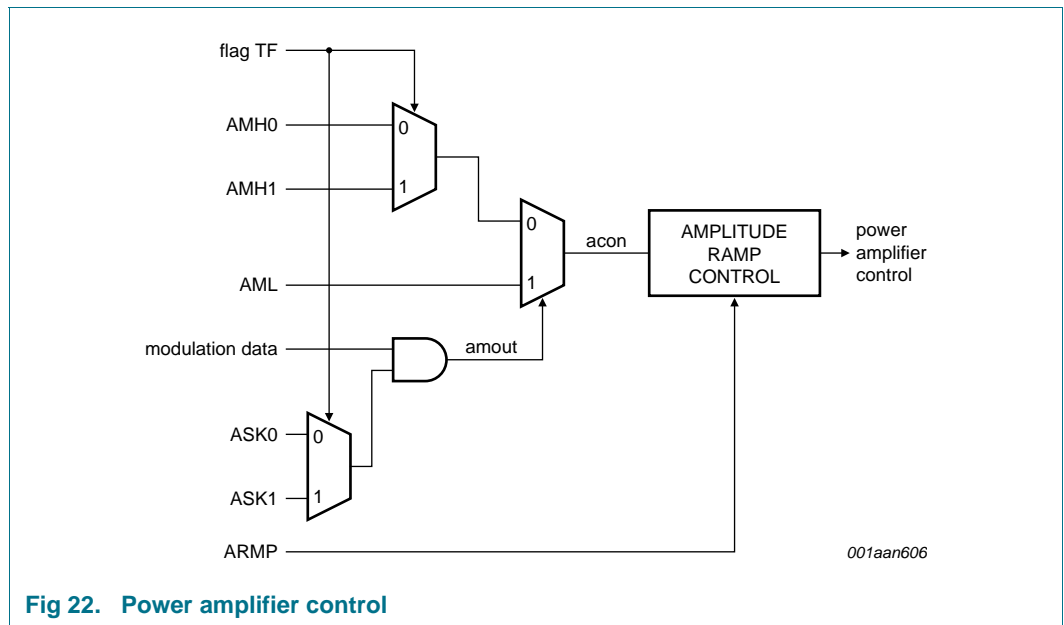 flag TF
AMH0
0
AMH1
1
0
acon
AMPLITUDE
RAMP
CONTROL
power
amplifier
control
AML
1
modulation data
amout
ASK0
0
ASK1
1
ARMP
001aan606
Fig 22. Power amplifier control